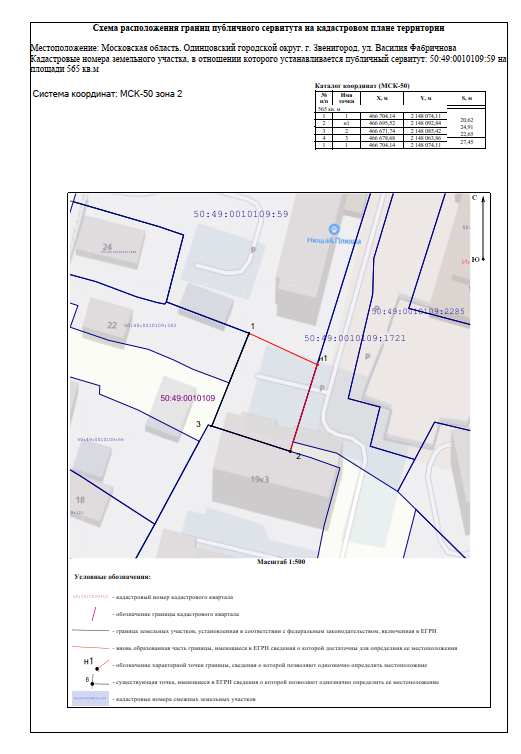 Схема расположения границ публичного сервитута на кадастровом плане территории
Местоположение: Московская область, Одинцовский городской округ, г. Звенигород, ул. Василия Фабричнова
Кадастровые номера земельного участка, в отношении которого устанавливается публичный сервитут: 50:49:0010109:59 на
площади 565 кв.м
Система координат: МСК-50 зона 2
Каталог координат (МСК-50)
№ п/п Имя точки X, м Y, м S, м
565 кв. м
1 1 466 704,14 2 148 074,11
20,62
2 н1 466 695,52 2 148 092,84
24,91
3 2 466 671,74 2 148 085,42
22,65
4 3 466 678,68 2 148 063,86
27,45
1 1 466 704,14 2 148 074,11
С
Ю
50:49:0010109:59
Нюша&Плюша
24
P
50:49:0010109:2285
22
50:49:0010109:363
1
50:49:0010109:1721
н1
P
P
P
50:49:0010109
3
2
50:49:0010109:56
19к3
18
Масштаб 1:500
Условные обозначения:
- кадастровый номер кадастрового квартала
- обозначение границы кадастрового квартала
- граница земельных участков, установленная в соответствии с федеральным законодательством, включенная в ЕГРН
- вновь образованная часть границы, имеющиеся в ЕГРН сведения о которой достаточны для определения ее местоположения
н1 - обозначение характерной точки границы, сведения о которой позволяют однозначно определить местоположение
6 - существующая точка, имеющиеся в ЕГРН сведения о которой позволяют однозначно определить ее местоположение
- кадастровые номера смежных земельных участков